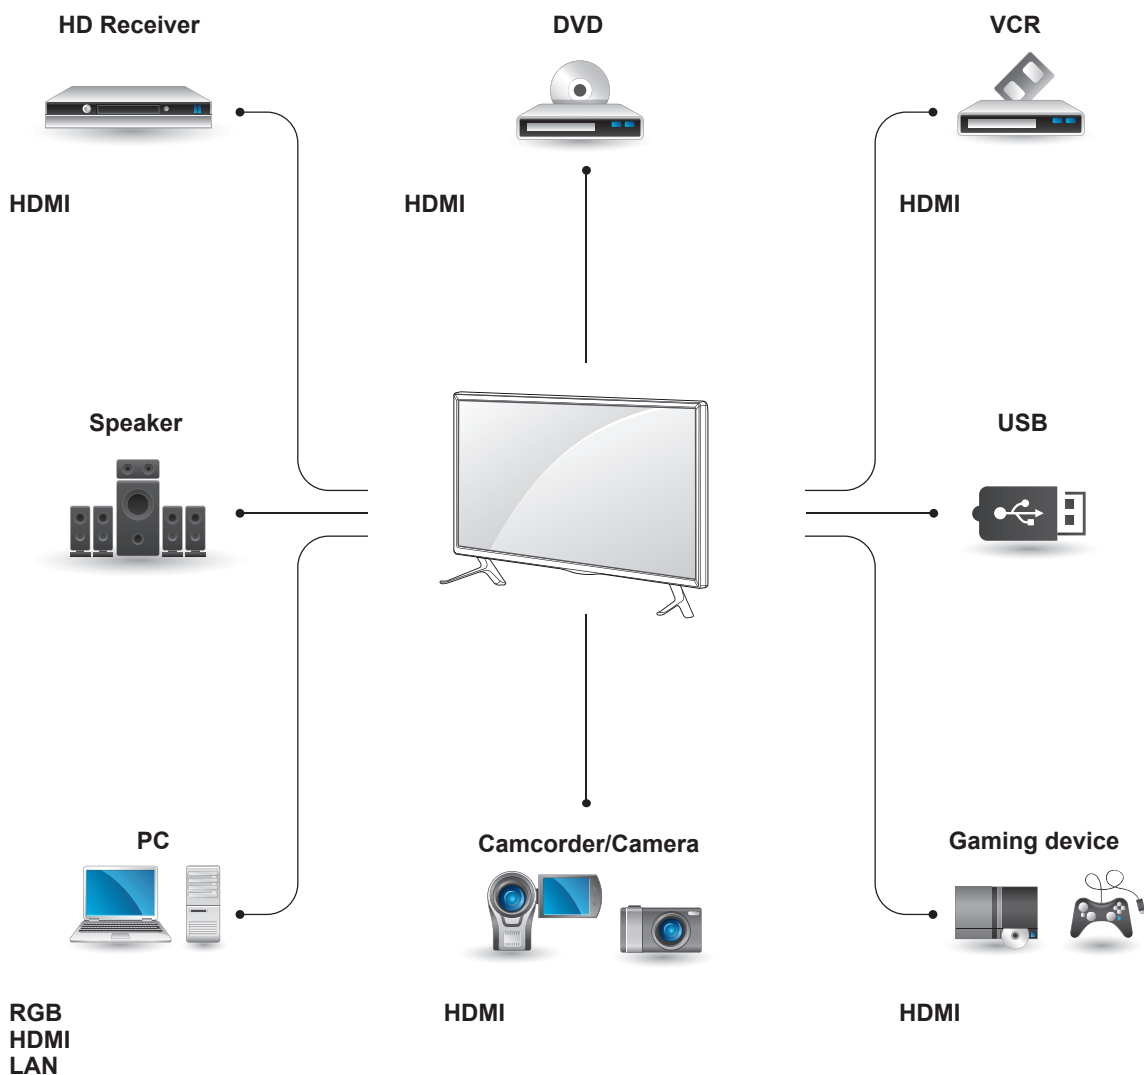 HD Receiver
DVD
VCR
HDMI
HDMI
HDMI
Speaker
USB
PC
Camcorder/Camera
Gaming device
RGB
HDMI
LAN
HDMI
HDMI